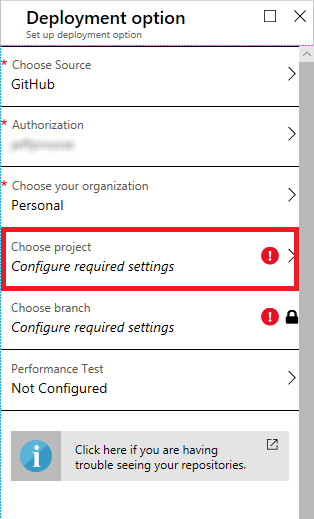 Deployment option
Set up deployment option
* Choose Source
GitHub
* Authorization
* Choose your organization
Personal
Choose project
Configure required settings
Choose branch
Configure required settings
Performance Test
Not Configured
Click here if you are having
trouble seeing your repositories.